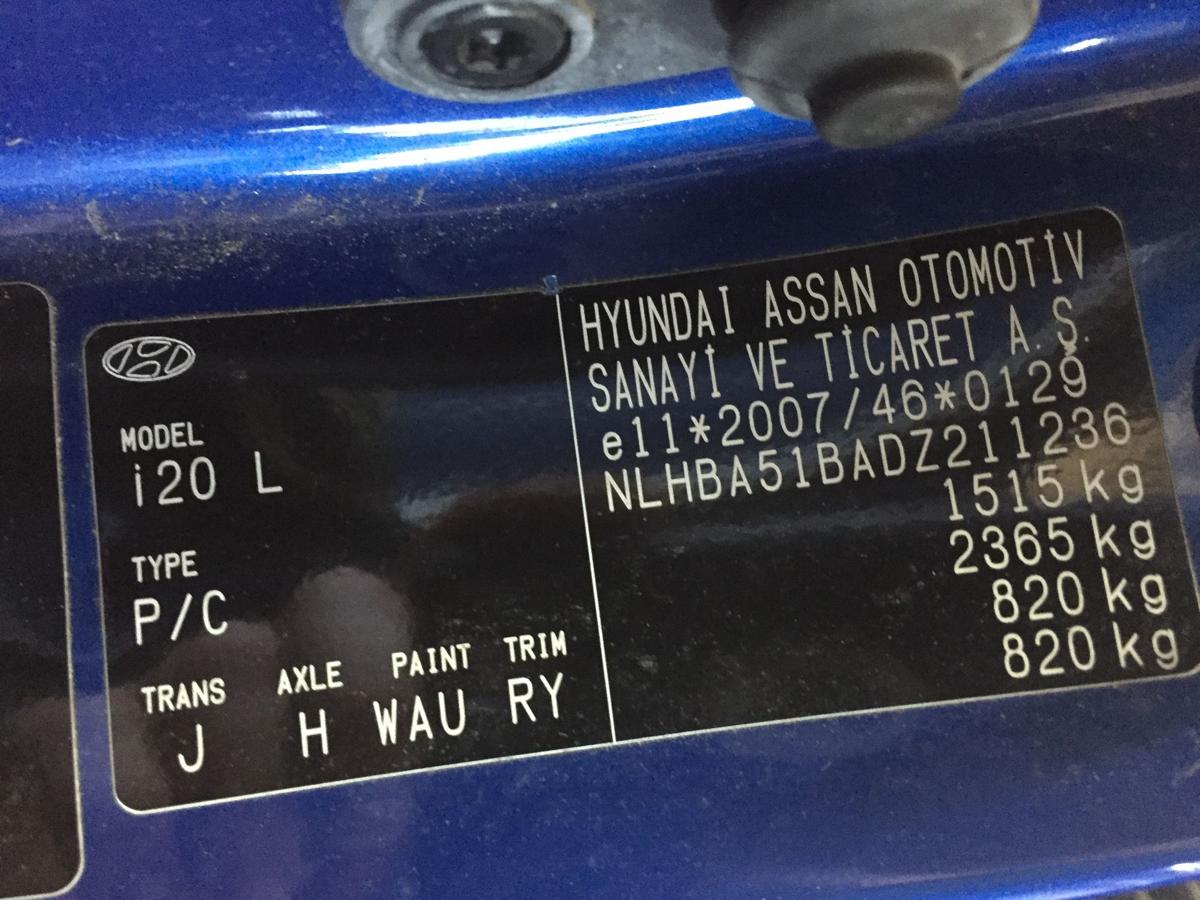 MODEL
i20 L
TYPE
P/C
TRANS AXLE PAINT TRIM
J H WAU RY
HYUNDAI ASSAN OTOMOTİV
SANAYİ VE TİCARET A.Ş.
e11*2007/46*0129
NLHBA51BADZ211236
1515 kg
2365 kg
820 kg
820 kg